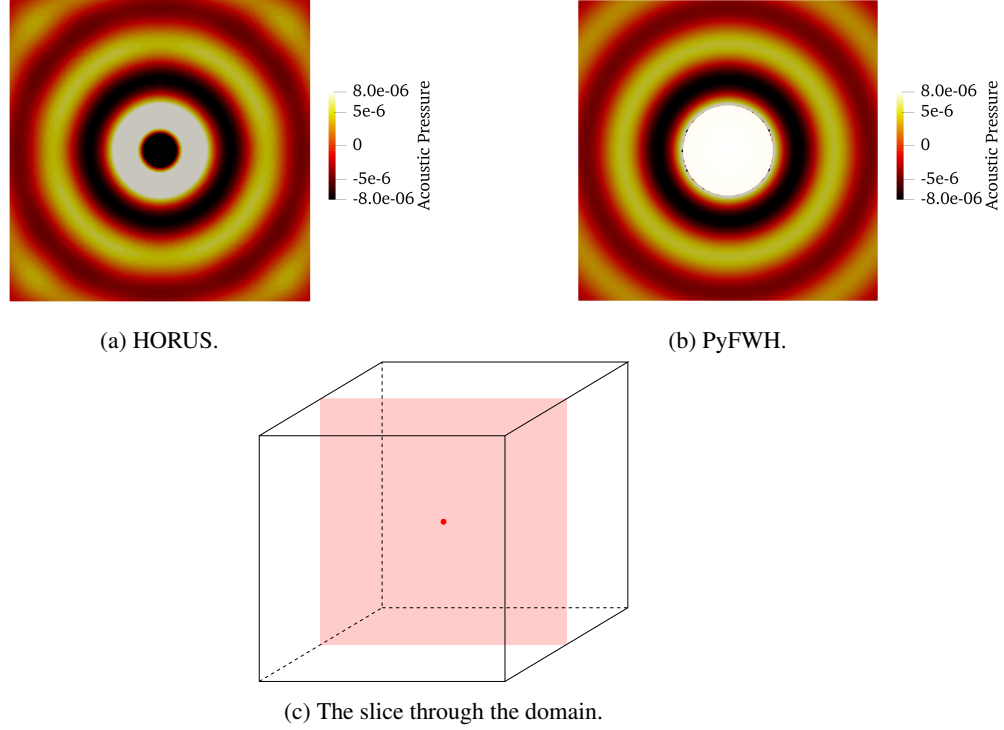 8.0e-06
5e-6
0
-5e-6
-8.0e-06
Acoustic Pressure
8.0e-06
5e-6
0
-5e-6
-8.0e-06
Acoustic Pressure
(a) HORUS.
(b) PyFWH.
(c) The slice through the domain.